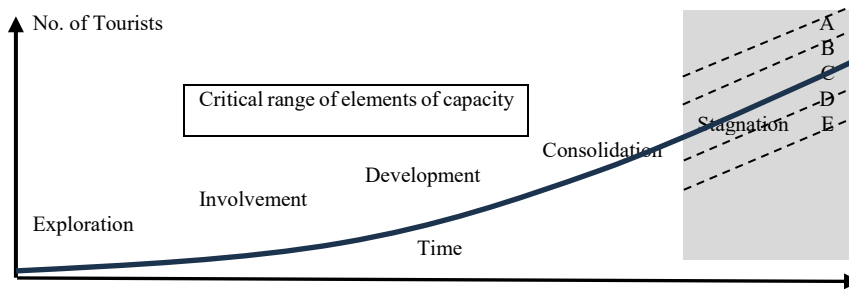 No. of Tourists
A
B
C
Critical range of elements of capacity
D
Stagnation
E
Consolidation
Development
Involvement
Exploration
Time